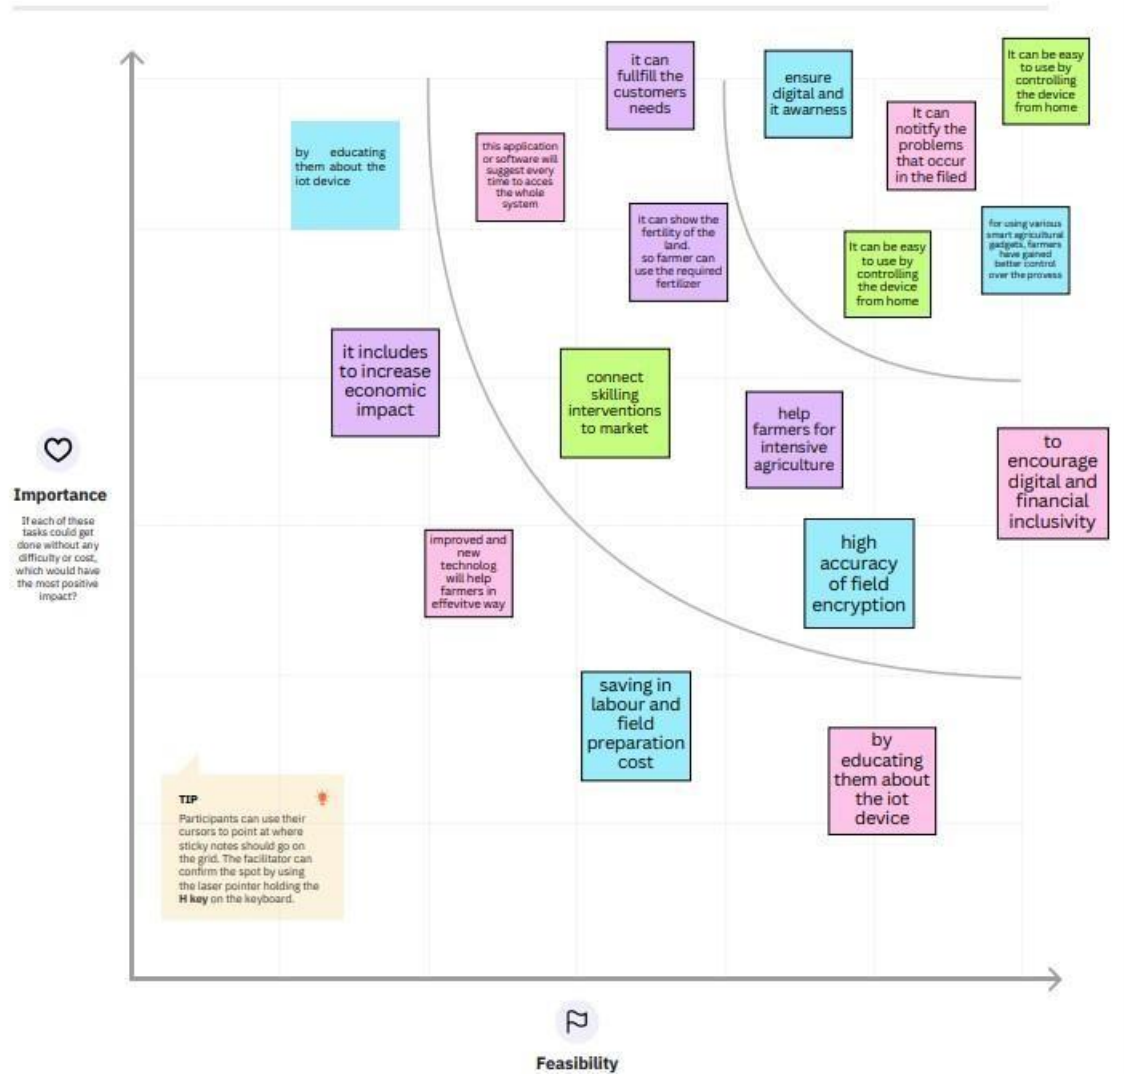 it can
fullfill the
customers
needs
ensure
digital and
it awarness
It can be easy
to use by
controlling
the device
from home
It can
notitfy the
problems
that occur
in the filed
by educating
them about the
iot device
this application
or software will
suggest every
time to acces
the whole
system
it can show the
fertility of the
land.
so farmer can
use the required
fertilizer
It can be easy
to use by
controlling
the device
from home
for using various
smart agricultural
gadgets, farmers
have gained
better control
over the provess
it includes
to increase
economic
impact
connect
skilling
interventions
to market
help
farmers for
intensive
agriculture
to
encourage
digital and
financial
inclusivity
Importance
If each of these
tasks could get
done without any
difficulty or cost,
which would have
the most positive
impact?
improved and
new
technolog
will help
farmers in
effevitve way
high
accuracy
of field
encryption
saving in
labour and
field
preparation
cost
by
educating
them about
the iot
device
TIP
Participants can use their
cursors to point at where
sticky notes should go on
the grid. The facilitator can
confirm the spot by using
the laser pointer holding the
H key on the keyboard.
Feasibility